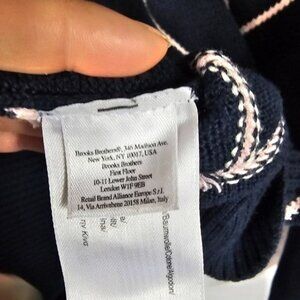 Brooks Brothers®, 346 Madison Ave.
New York, NY 10017, USA
Brooks Brothers
First Floor
10-11 Lower John Street
London W1F 9EB
Retail Brand Alliance Europe S.r.l.
14, Via Arrivabene 20158 Milan, Italy